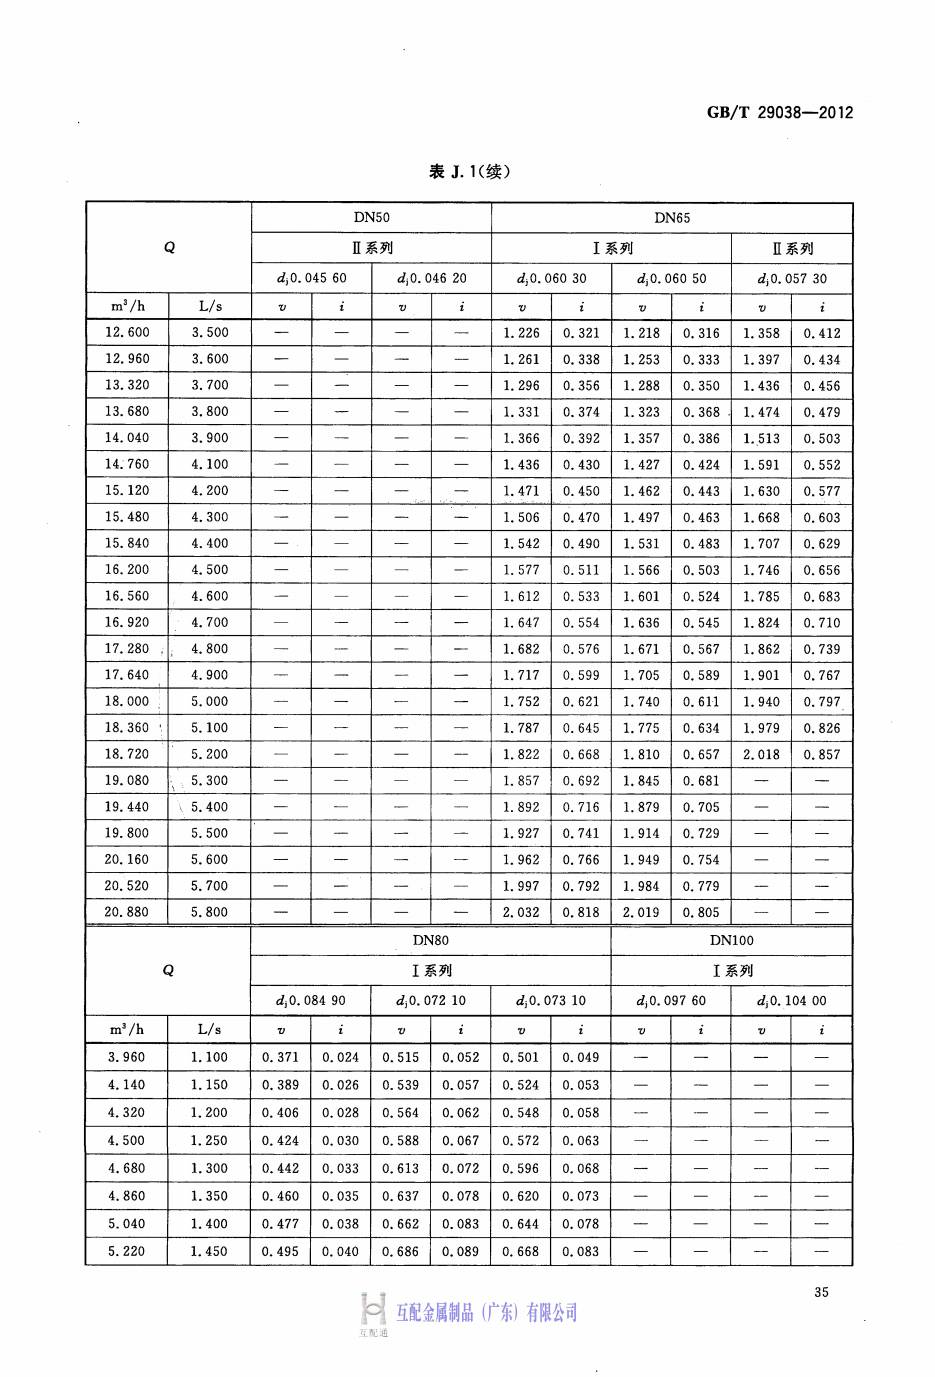 GB/T 29038—2012
表 J.1(续)
Q DN50 DN65
Ⅱ系列 Ⅰ系列 Ⅱ系列
dj0.045 60 dj0.046 20 dj0.060 30 dj0.060 50 dj0.057 30
m³/h L/s v i v i v i v i v i
12.600 3.500 — — — — 1.226 0.321 1.218 0.316 1.358 0.412
12.960 3.600 — — — — 1.261 0.338 1.253 0.333 1.397 0.434
13.320 3.700 — — — — 1.296 0.356 1.288 0.350 1.436 0.456
13.680 3.800 — — — — 1.331 0.374 1.323 0.368 1.474 0.479
14.040 3.900 — — — — 1.366 0.392 1.357 0.386 1.513 0.503
14.760 4.100 — — — — 1.436 0.430 1.427 0.424 1.591 0.552
15.120 4.200 — — — — 1.471 0.450 1.462 0.443 1.630 0.577
15.480 4.300 — — — — 1.506 0.470 1.497 0.463 1.668 0.603
15.840 4.400 — — — — 1.542 0.490 1.531 0.483 1.707 0.629
16.200 4.500 — — — — 1.577 0.511 1.566 0.503 1.746 0.656
16.560 4.600 — — — — 1.612 0.533 1.601 0.524 1.785 0.683
16.920 4.700 — — — — 1.647 0.554 1.636 0.545 1.824 0.710
17.280 4.800 — — — — 1.682 0.576 1.671 0.567 1.862 0.739
17.640 4.900 — — — — 1.717 0.599 1.705 0.589 1.901 0.767
18.000 5.000 — — — — 1.752 0.621 1.740 0.611 1.940 0.797
18.360 5.100 — — — — 1.787 0.645 1.775 0.634 1.979 0.826
18.720 5.200 — — — — 1.822 0.668 1.810 0.657 2.018 0.857
19.080 5.300 — — — — 1.857 0.692 1.845 0.681 — —
19.440 5.400 — — — — 1.892 0.716 1.879 0.705 — —
19.800 5.500 — — — — 1.927 0.741 1.914 0.729 — —
20.160 5.600 — — — — 1.962 0.766 1.949 0.754 — —
20.520 5.700 — — — — 1.997 0.792 1.984 0.779 — —
20.880 5.800 — — — — 2.032 0.818 2.019 0.805 — —
Q DN80 DN100
Ⅰ系列 Ⅰ系列
dj0.084 90 dj0.072 10 dj0.073 10 dj0.097 60 dj0.104 00
m³/h L/s v i v i v i v i v i
3.960 1.100 0.371 0.024 0.515 0.052 0.501 0.049 — — — —
4.140 1.150 0.389 0.026 0.539 0.057 0.524 0.053 — — — —
4.320 1.200 0.406 0.028 0.564 0.062 0.548 0.058 — — — —
4.500 1.250 0.424 0.030 0.588 0.067 0.572 0.063 — — — —
4.680 1.300 0.442 0.033 0.613 0.072 0.596 0.068 — — — —
4.860 1.350 0.460 0.035 0.637 0.078 0.620 0.073 — — — —
5.040 1.400 0.477 0.038 0.662 0.083 0.644 0.078 — — — —
5.220 1.450 0.495 0.040 0.686 0.089 0.668 0.083 — — — —
35
互配金属制品（广东）有限公司
互配通